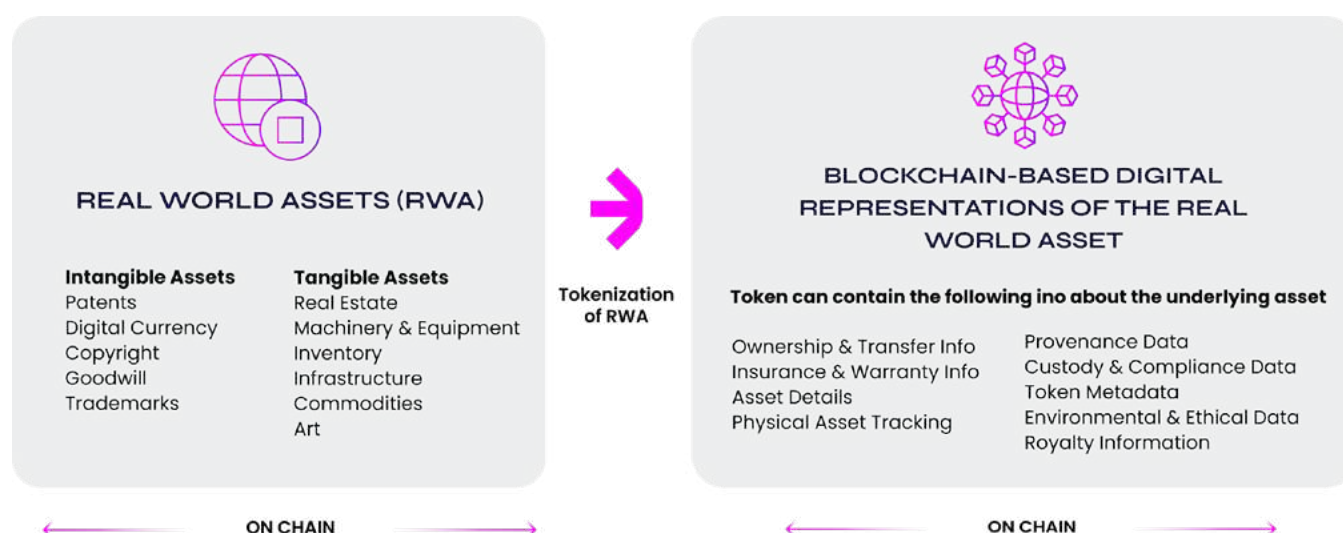 REAL WORLD ASSETS (RWA)
Intangible Assets
Patents
Digital Currency
Copyright
Goodwill
Trademarks
Tangible Assets
Real Estate
Machinery & Equipment
Inventory
Infrastructure
Commodities
Art
ON CHAIN
Tokenization
of RWA
BLOCKCHAIN-BASED DIGITAL
REPRESENTATIONS OF THE REAL
WORLD ASSET
Token can contain the following ino about the underlying asset
Ownership & Transfer Info
Insurance & Warranty Info
Asset Details
Physical Asset Tracking
Provenance Data
Custody & Compliance Data
Token Metadata
Environmental & Ethical Data
Royalty Information
ON CHAIN